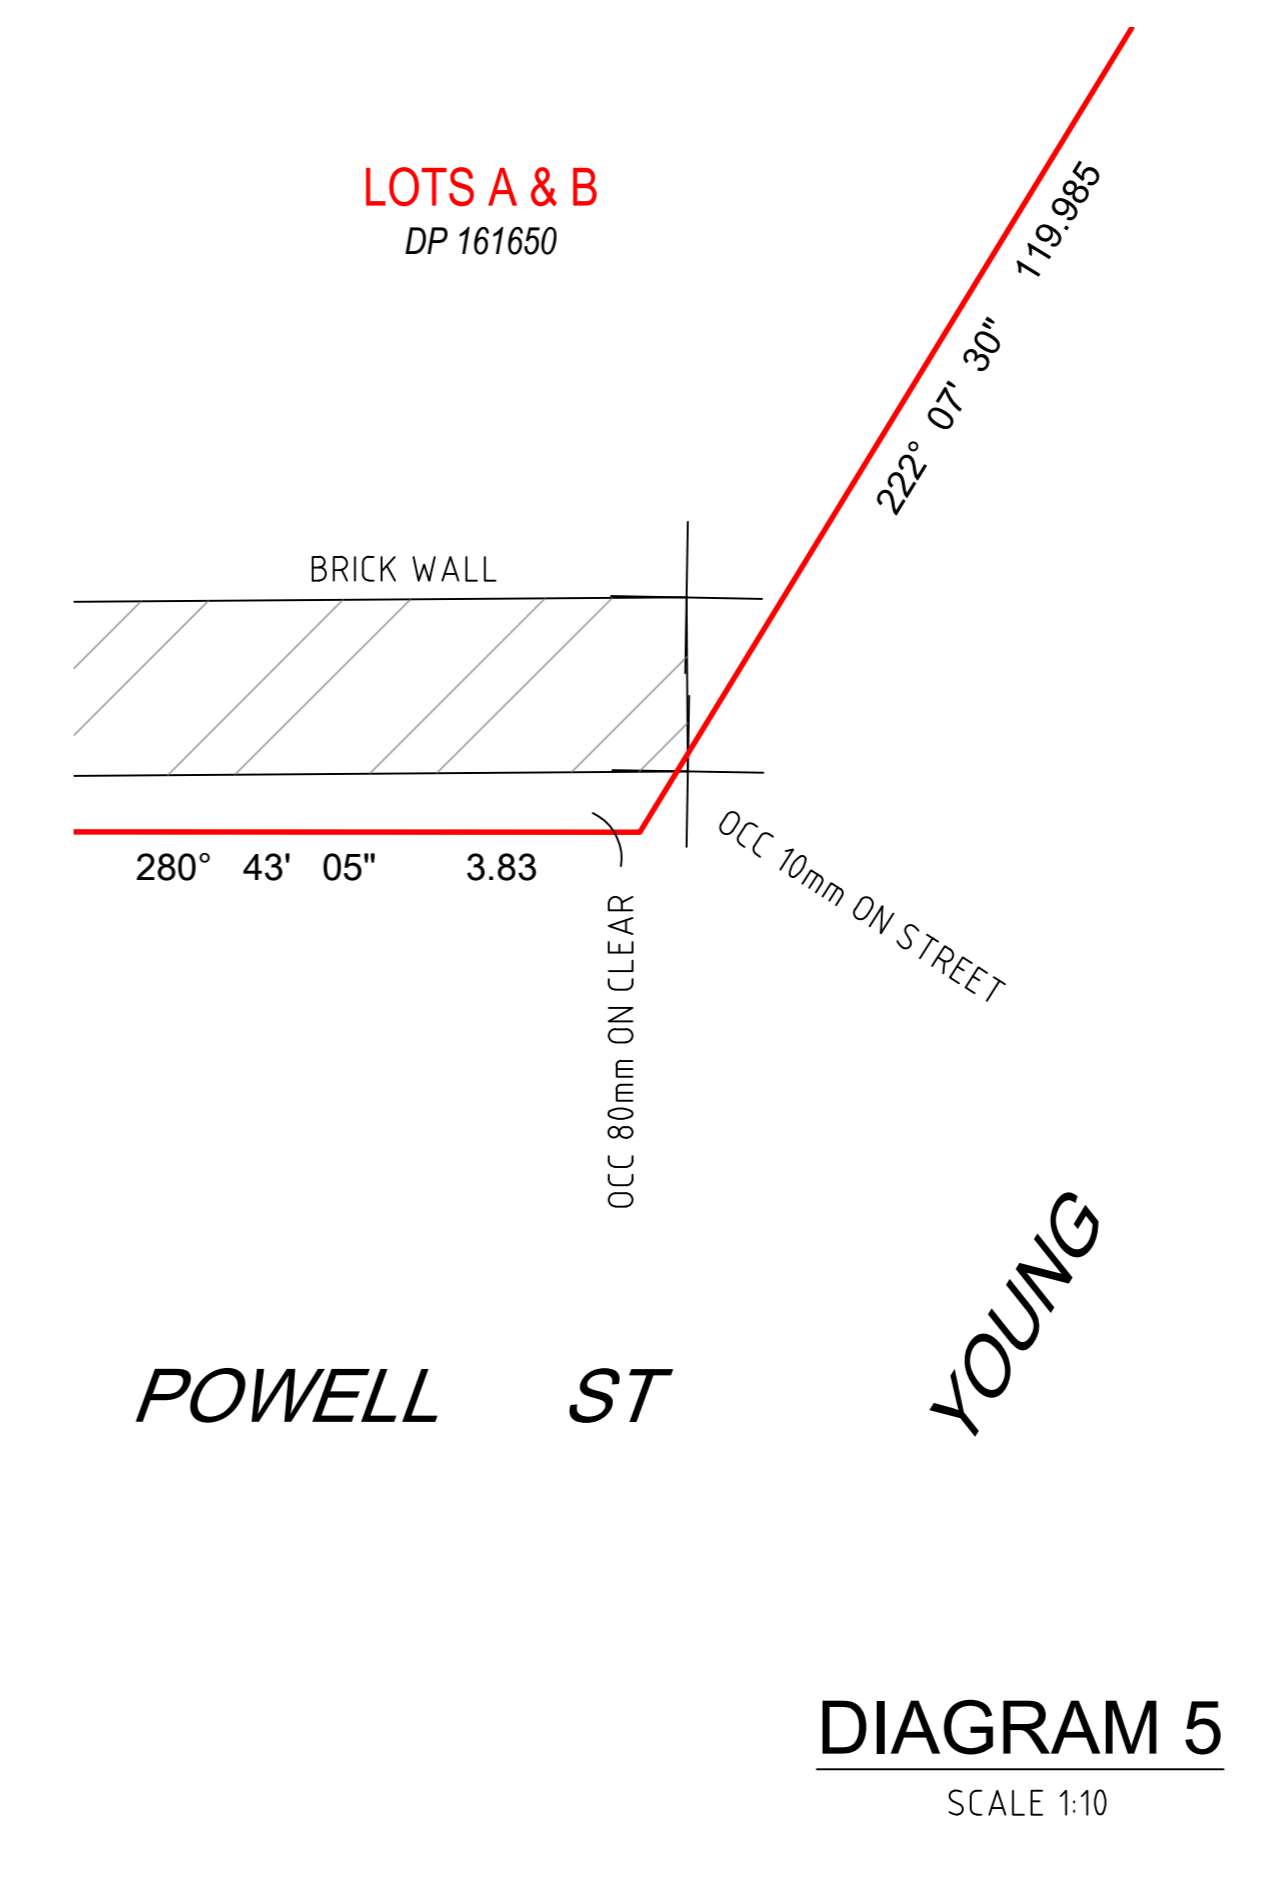 LOTS A & B
DP 161650
222° 07' 30" 119.985
BRICK WALL
280° 43' 05" 3.83
OCC 10mm ON STREET
OCC 80mm ON CLEAR
POWELL ST
YOUNG
DIAGRAM 5
SCALE 1:10